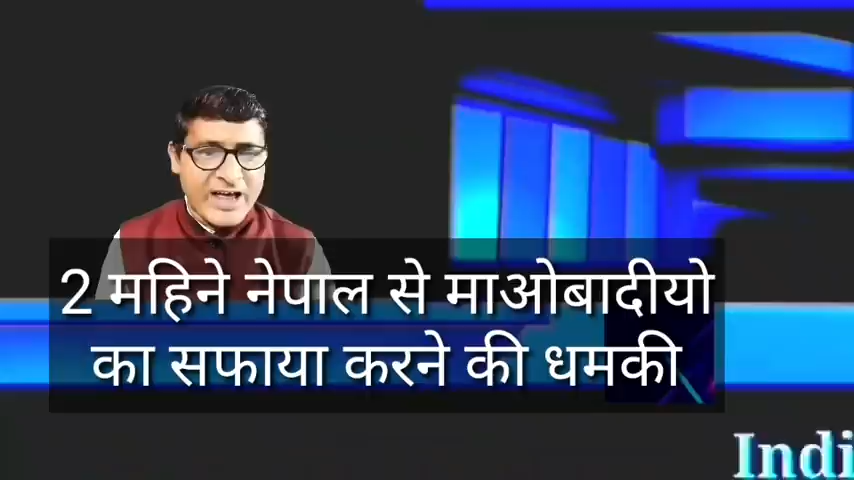 2 महिने नेपाल से माओबादीयो
का सफाया करने की धमकी
Indi